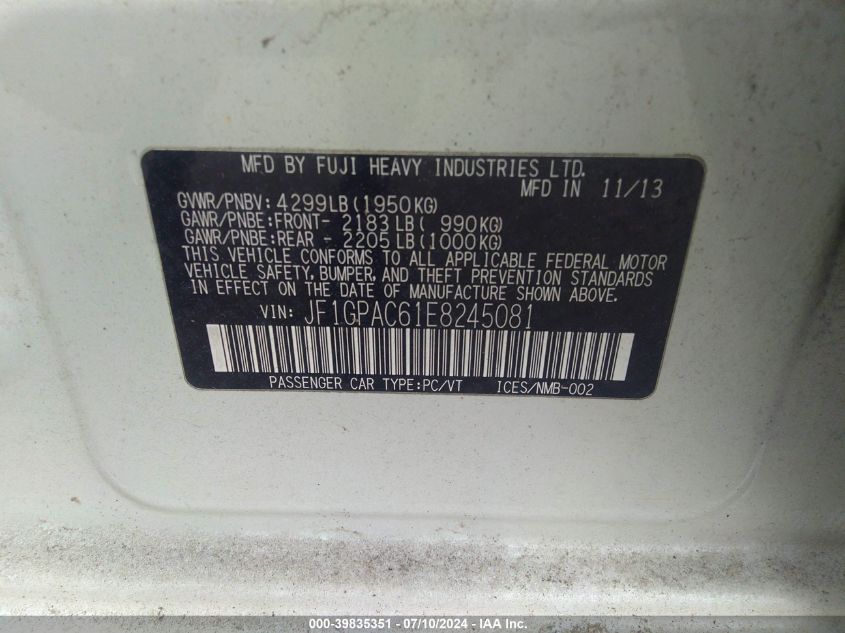 MFD BY FUJI HEAVY INDUSTRIES LTD.
MFD IN 11/13
GVWR/PNBV: 4299LB(1950KG)
GAWR/PNBE:FRONT- 2183LB( 990KG)
GAWR/PNBE:REAR - 2205LB(1000KG)
THIS VEHICLE CONFORMS TO ALL APPLICABLE FEDERAL MOTOR
VEHICLE SAFETY, BUMPER, AND THEFT PREVENTION STANDARDS
IN EFFECT ON THE DATE OF MANUFACTURE SHOWN ABOVE.
VIN: JF1GPAC61E8245081
PASSENGER CAR TYPE:PC/VT ICES/NMB-002
000-39835351 - 07/10/2024 - IAA Inc.